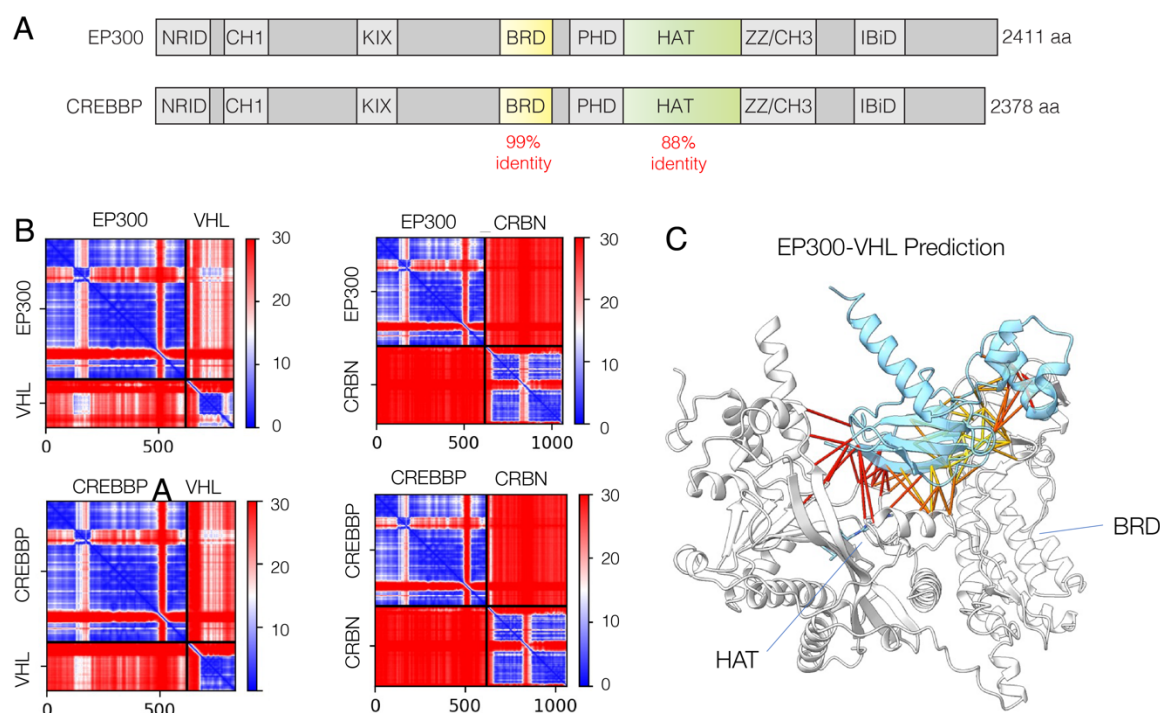 A
EP300
NRID
CH1
KIX
BRD
PHD
HAT
ZZ/CH3
IBiD
2411 aa
CREBBP
NRID
CH1
KIX
BRD
PHD
HAT
ZZ/CH3
IBiD
2378 aa
99%
identity
88%
identity
B
EP300 VHL
EP300
VHL
0 500
30
20
10
0
EP300 _ CRBN
EP300
CRBN
0 500 1000
30
20
10
0
CREBBP A VHL
CREBBP
VHL
0 500
30
20
10
CREBBP CRBN
CREBBP
CRBN
0 500 1000
30
20
10
0
C
EP300-VHL Prediction
BRD
HAT